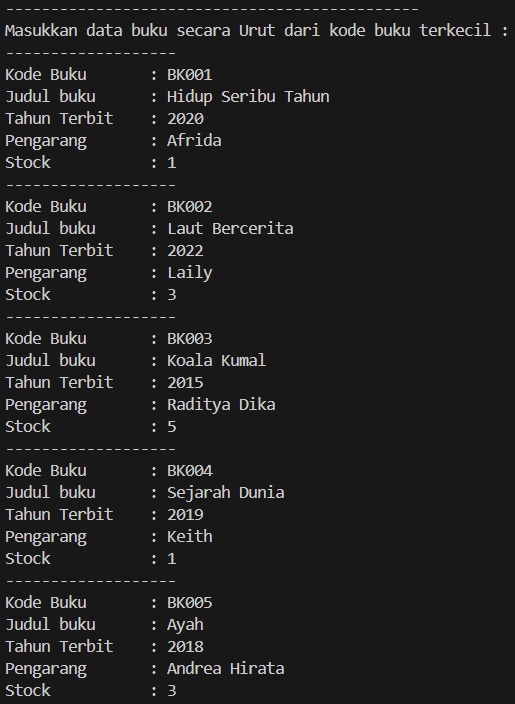 ----------------------------------------------
Masukkan data buku secara Urut dari kode buku terkecil :
-------------------
Kode Buku       : BK001
Judul buku      : Hidup Seribu Tahun
Tahun Terbit    : 2020
Pengarang       : Afrida
Stock           : 1
-------------------
Kode Buku       : BK002
Judul buku      : Laut Bercerita
Tahun Terbit    : 2022
Pengarang       : Laily
Stock           : 3
-------------------
Kode Buku       : BK003
Judul buku      : Koala Kumal
Tahun Terbit    : 2015
Pengarang       : Raditya Dika
Stock           : 5
-------------------
Kode Buku       : BK004
Judul buku      : Sejarah Dunia
Tahun Terbit    : 2019
Pengarang       : Keith
Stock           : 1
-------------------
Kode Buku       : BK005
Judul buku      : Ayah
Tahun Terbit    : 2018
Pengarang       : Andrea Hirata
Stock           : 3